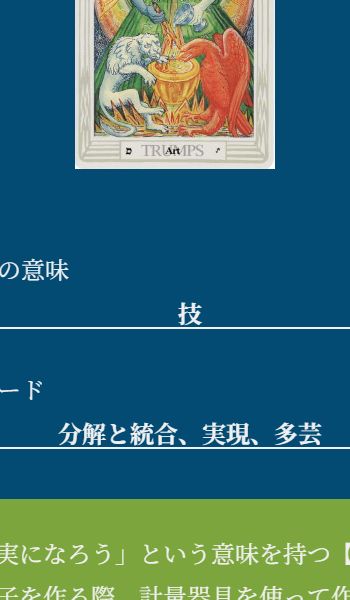 TRUMPS
Art
の意味
技
ード
分解と統合、実現、多芸
実になろう」という意味を持つ【
子を作る際、計量器具を使って作